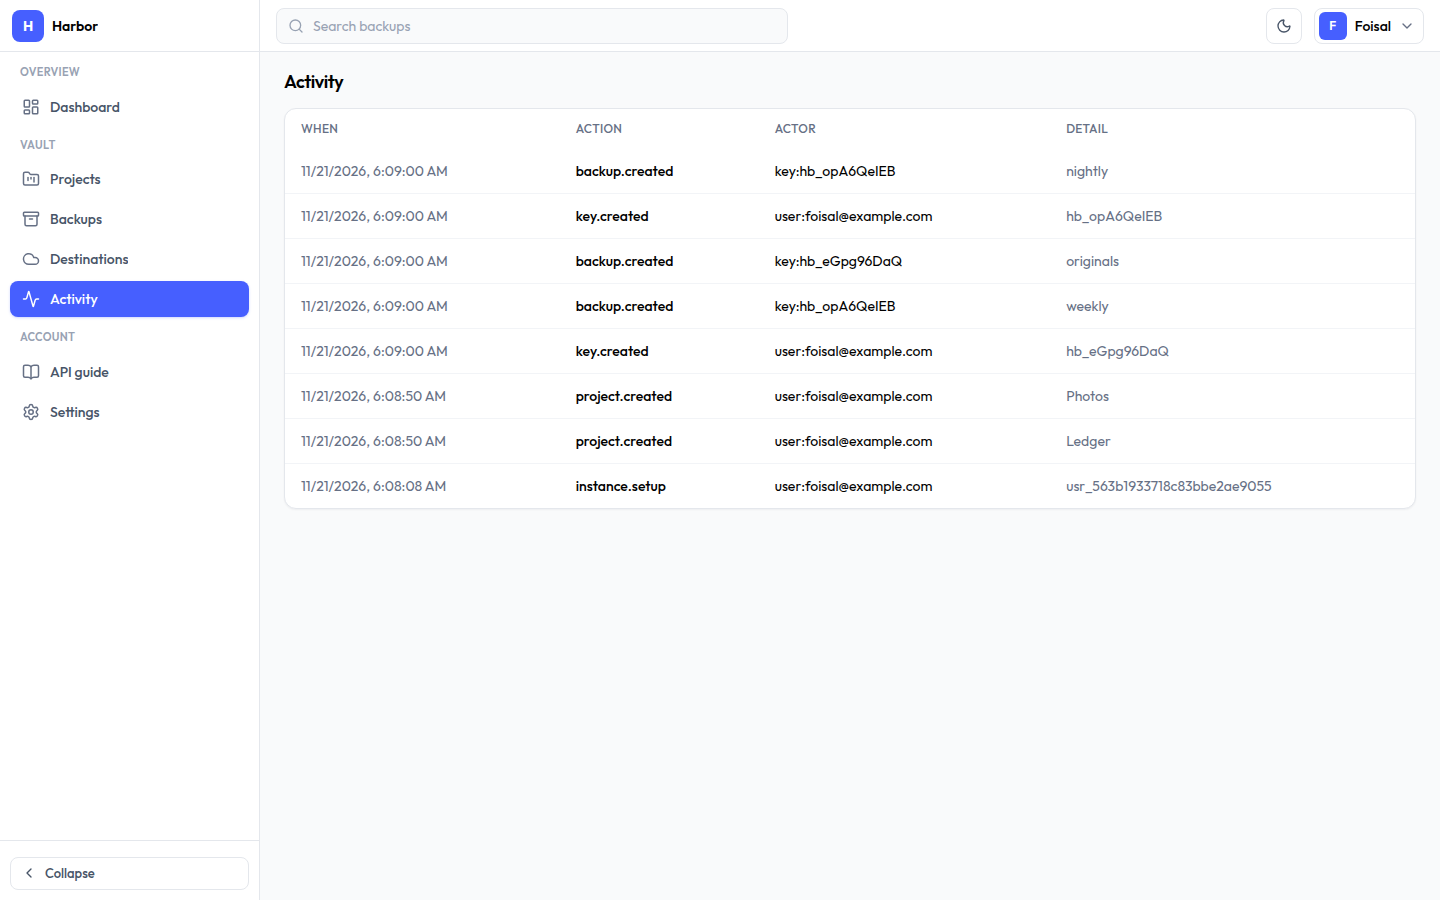 H Harbor
Search backups
F Foisal
OVERVIEW
Dashboard
VAULT
Projects
Backups
Destinations
Activity
ACCOUNT
API guide
Settings
Collapse
Activity
WHEN ACTION ACTOR DETAIL
11/21/2026, 6:09:00 AM backup.created key:hb_opA6QelEB nightly
11/21/2026, 6:09:00 AM key.created user:foisal@example.com hb_opA6QelEB
11/21/2026, 6:09:00 AM backup.created key:hb_eGpg96DaQ originals
11/21/2026, 6:09:00 AM backup.created key:hb_opA6QelEB weekly
11/21/2026, 6:09:00 AM key.created user:foisal@example.com hb_eGpg96DaQ
11/21/2026, 6:08:50 AM project.created user:foisal@example.com Photos
11/21/2026, 6:08:50 AM project.created user:foisal@example.com Ledger
11/21/2026, 6:08:08 AM instance.setup user:foisal@example.com usr_563b1933718c83bbe2ae9055